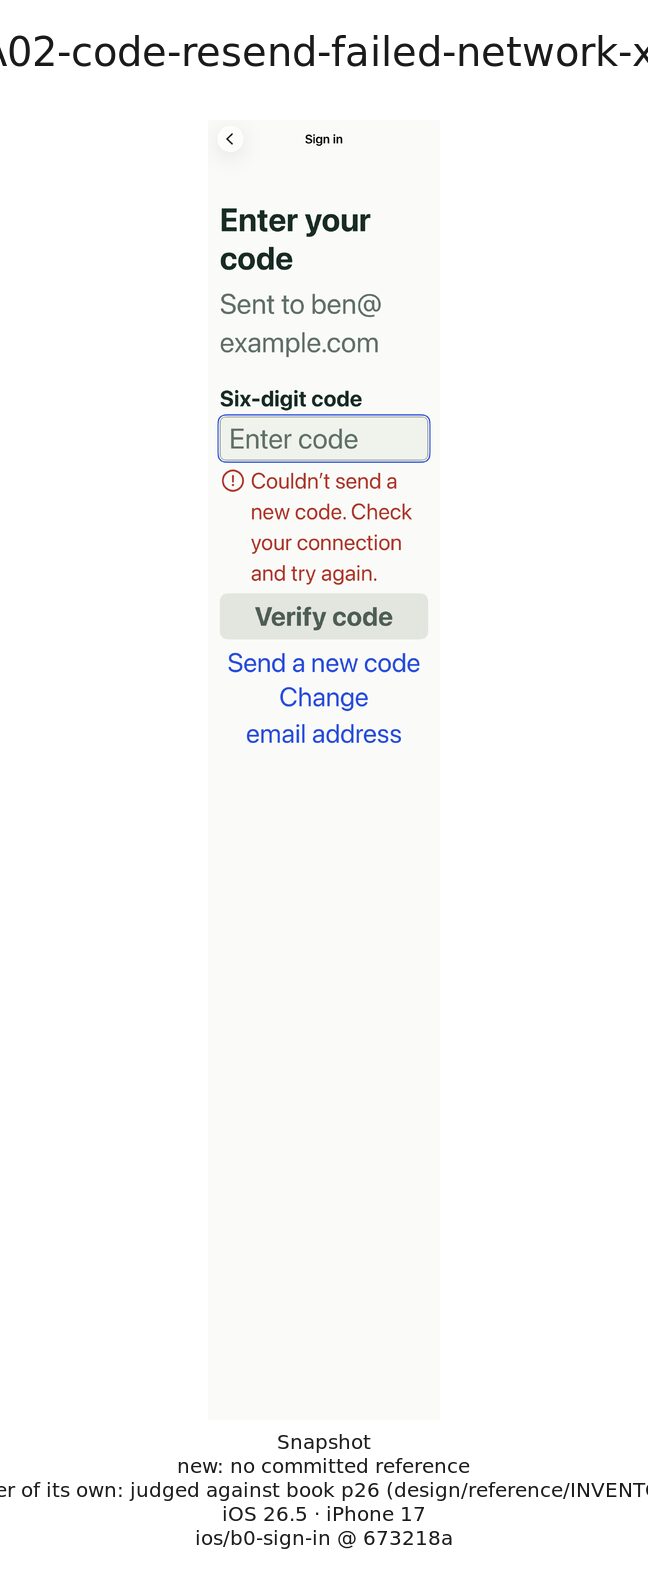 A02-code-resend-failed-network-x
Sign in
Enter your
code
Sent to ben@
example.com
Six-digit code
Enter code
Couldn’t send a
new code. Check
your connection
and try again.
Verify code
Send a new code
Change
email address
Snapshot
new: no committed reference
er of its own: judged against book p26 (design/reference/INVENTO
iOS 26.5 · iPhone 17
ios/b0-sign-in @ 673218a